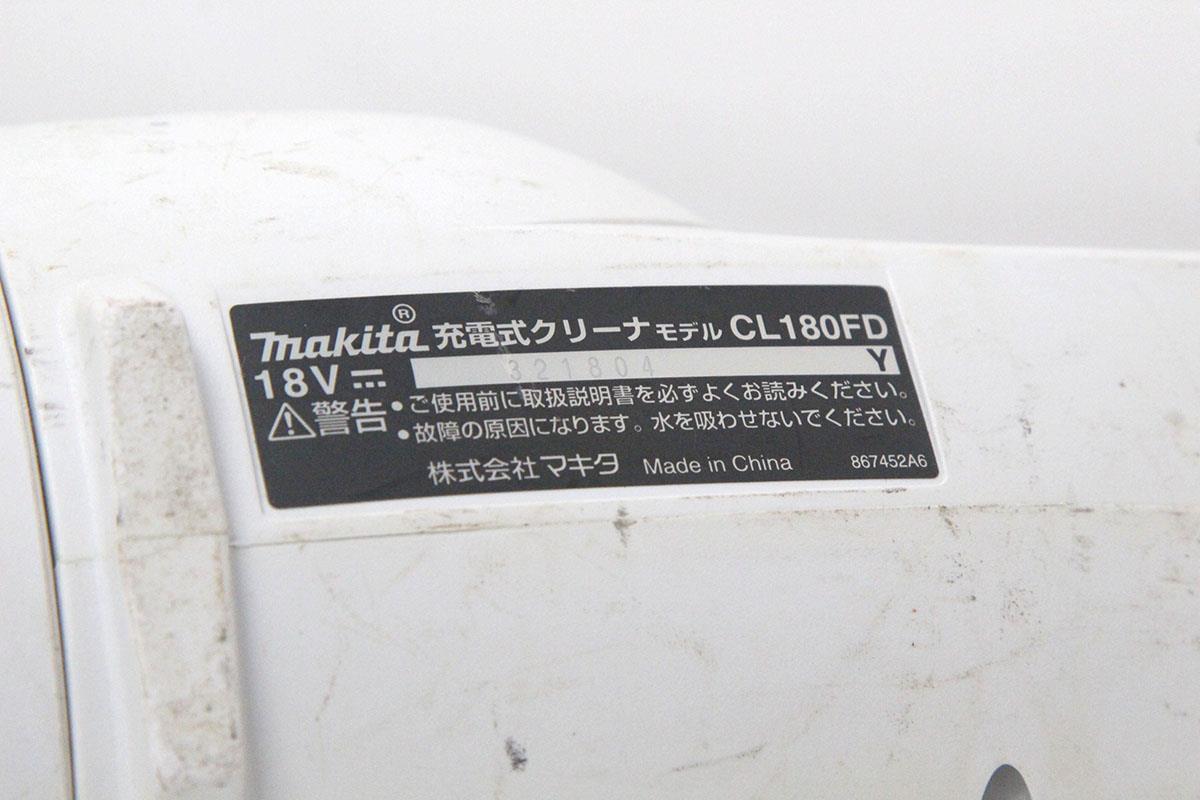 makita® 充電式クリーナ モデル CL180FD
18V 321804 Y
⚠警告 •ご使用前に取扱説明書を必ずよくお読みください。
•故障の原因になります。水を吸わせないでください。
株式会社マキタ Made in China 867452A6